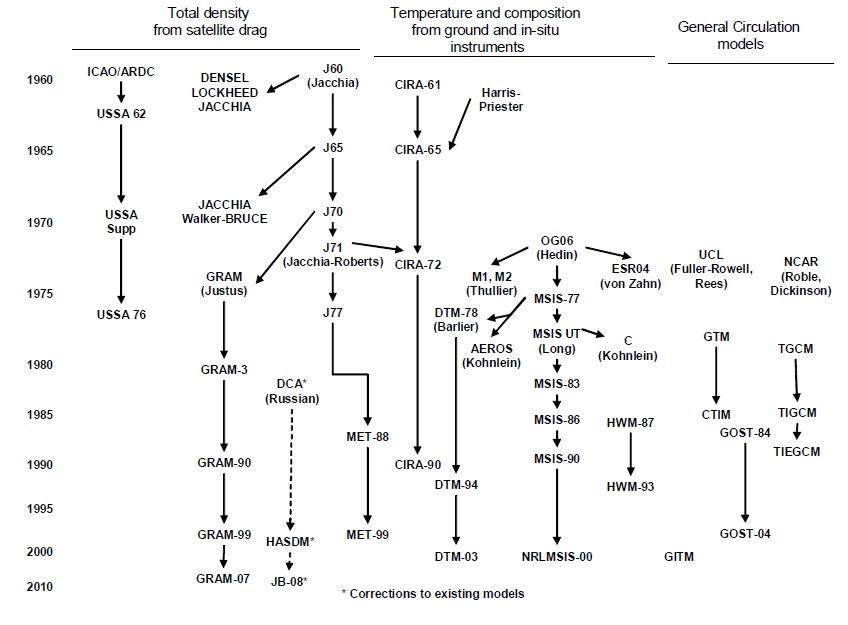 Total density
from satellite drag
Temperature and composition
from ground and in-situ
instruments
General Circulation
models
1960
ICAO/ARDC
DENSEL
LOCKHEED
JACCHIA
J60
(Jacchia)
CIRA-61
Harris-
Priester
USSA 62
1965
J65
CIRA-65
JACCHIA
Walker-BRUCE
1970
USSA
Supp
J70
J71
(Jacchia-Roberts)
CIRA-72
OG06
(Hedin)
M1, M2
(Thullier)
ESR04
(von Zahn)
UCL
(Fuller-Rowell,
Rees)
NCAR
(Roble,
Dickinson)
GRAM
(Justus)
1975
USSA 76
J77
DTM-78
(Barlier)
MSIS-77
AEROS
(Kohnlein)
MSIS UT
(Long)
C
(Kohnlein)
GTM
TGCM
1980
GRAM-3
DCA*
(Russian)
MSIS-83
1985
MSIS-86
HWM-87
CTIM
GOST-84
TIGCM
MET-88
TIEGCM
1990
GRAM-90
CIRA-90
MSIS-90
DTM-94
HWM-93
1995
GRAM-99
HASDM*
MET-99
GOST-04
2000
DTM-03
NRLMSIS-00
GITM
2010
GRAM-07
JB-08*
* Corrections to existing models